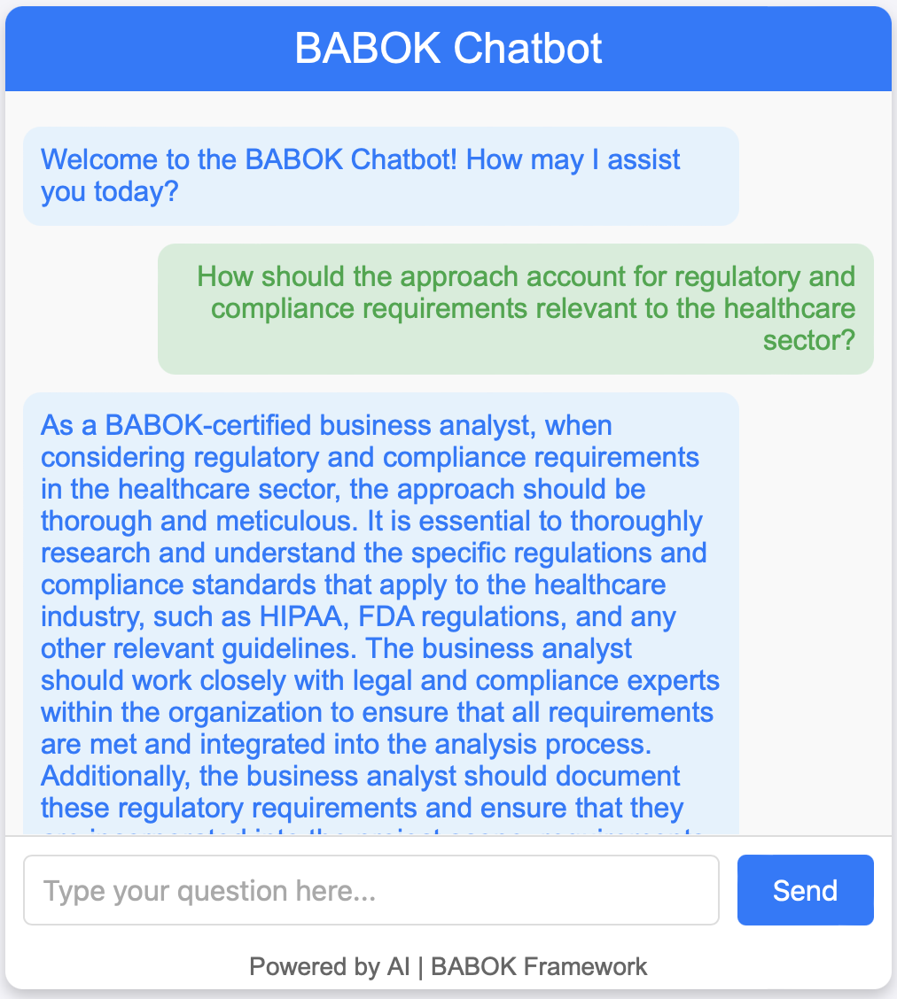 BABOK Chatbot
Welcome to the BABOK Chatbot! How may I assist
you today?
How should the approach account for regulatory and
compliance requirements relevant to the healthcare
sector?
As a BABOK-certified business analyst, when
considering regulatory and compliance requirements
in the healthcare sector, the approach should be
thorough and meticulous. It is essential to thoroughly
research and understand the specific regulations and
compliance standards that apply to the healthcare
industry, such as HIPAA, FDA regulations, and any
other relevant guidelines. The business analyst
should work closely with legal and compliance experts
within the organization to ensure that all requirements
are met and integrated into the analysis process.
Additionally, the business analyst should document
these regulatory requirements and ensure that they
Type your question here...
Send
Powered by AI | BABOK Framework